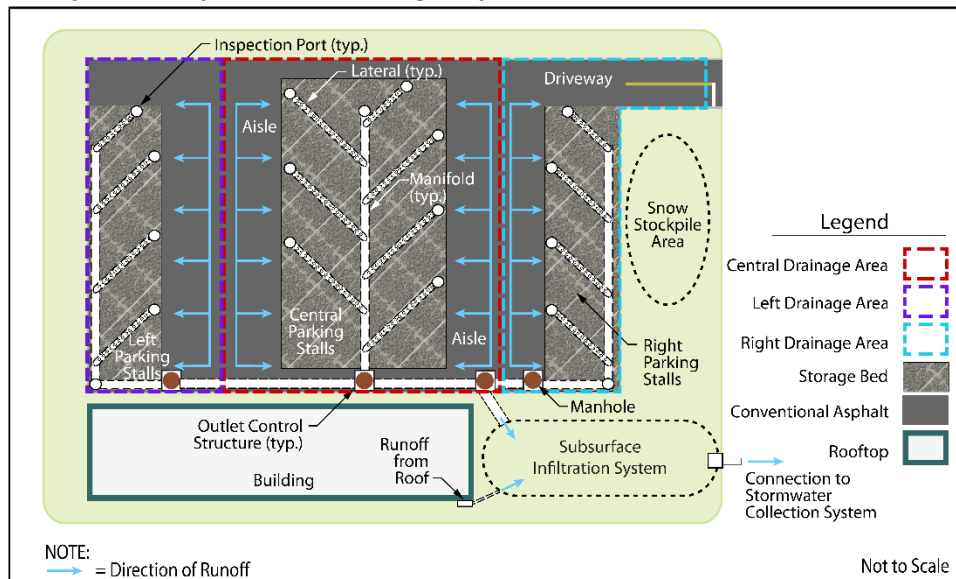 Inspection Port (typ.)
Lateral (typ.)
Driveway
Aisle
Manifold
(typ.)
Snow
Stockpile
Area
Legend
Central Drainage Area
Left Drainage Area
Right Drainage Area
Storage Bed
Conventional Asphalt
Rooftop
Left
Parking
Stalls
Central
Parking
Stalls
Aisle
Right
Parking
Stalls
Outlet Control
Structure (typ.)
Manhole
Runoff
from
Roof
Building
Subsurface
Infiltration System
Connection to
Stormwater
Collection System
NOTE:
= Direction of Runoff
Not to Scale